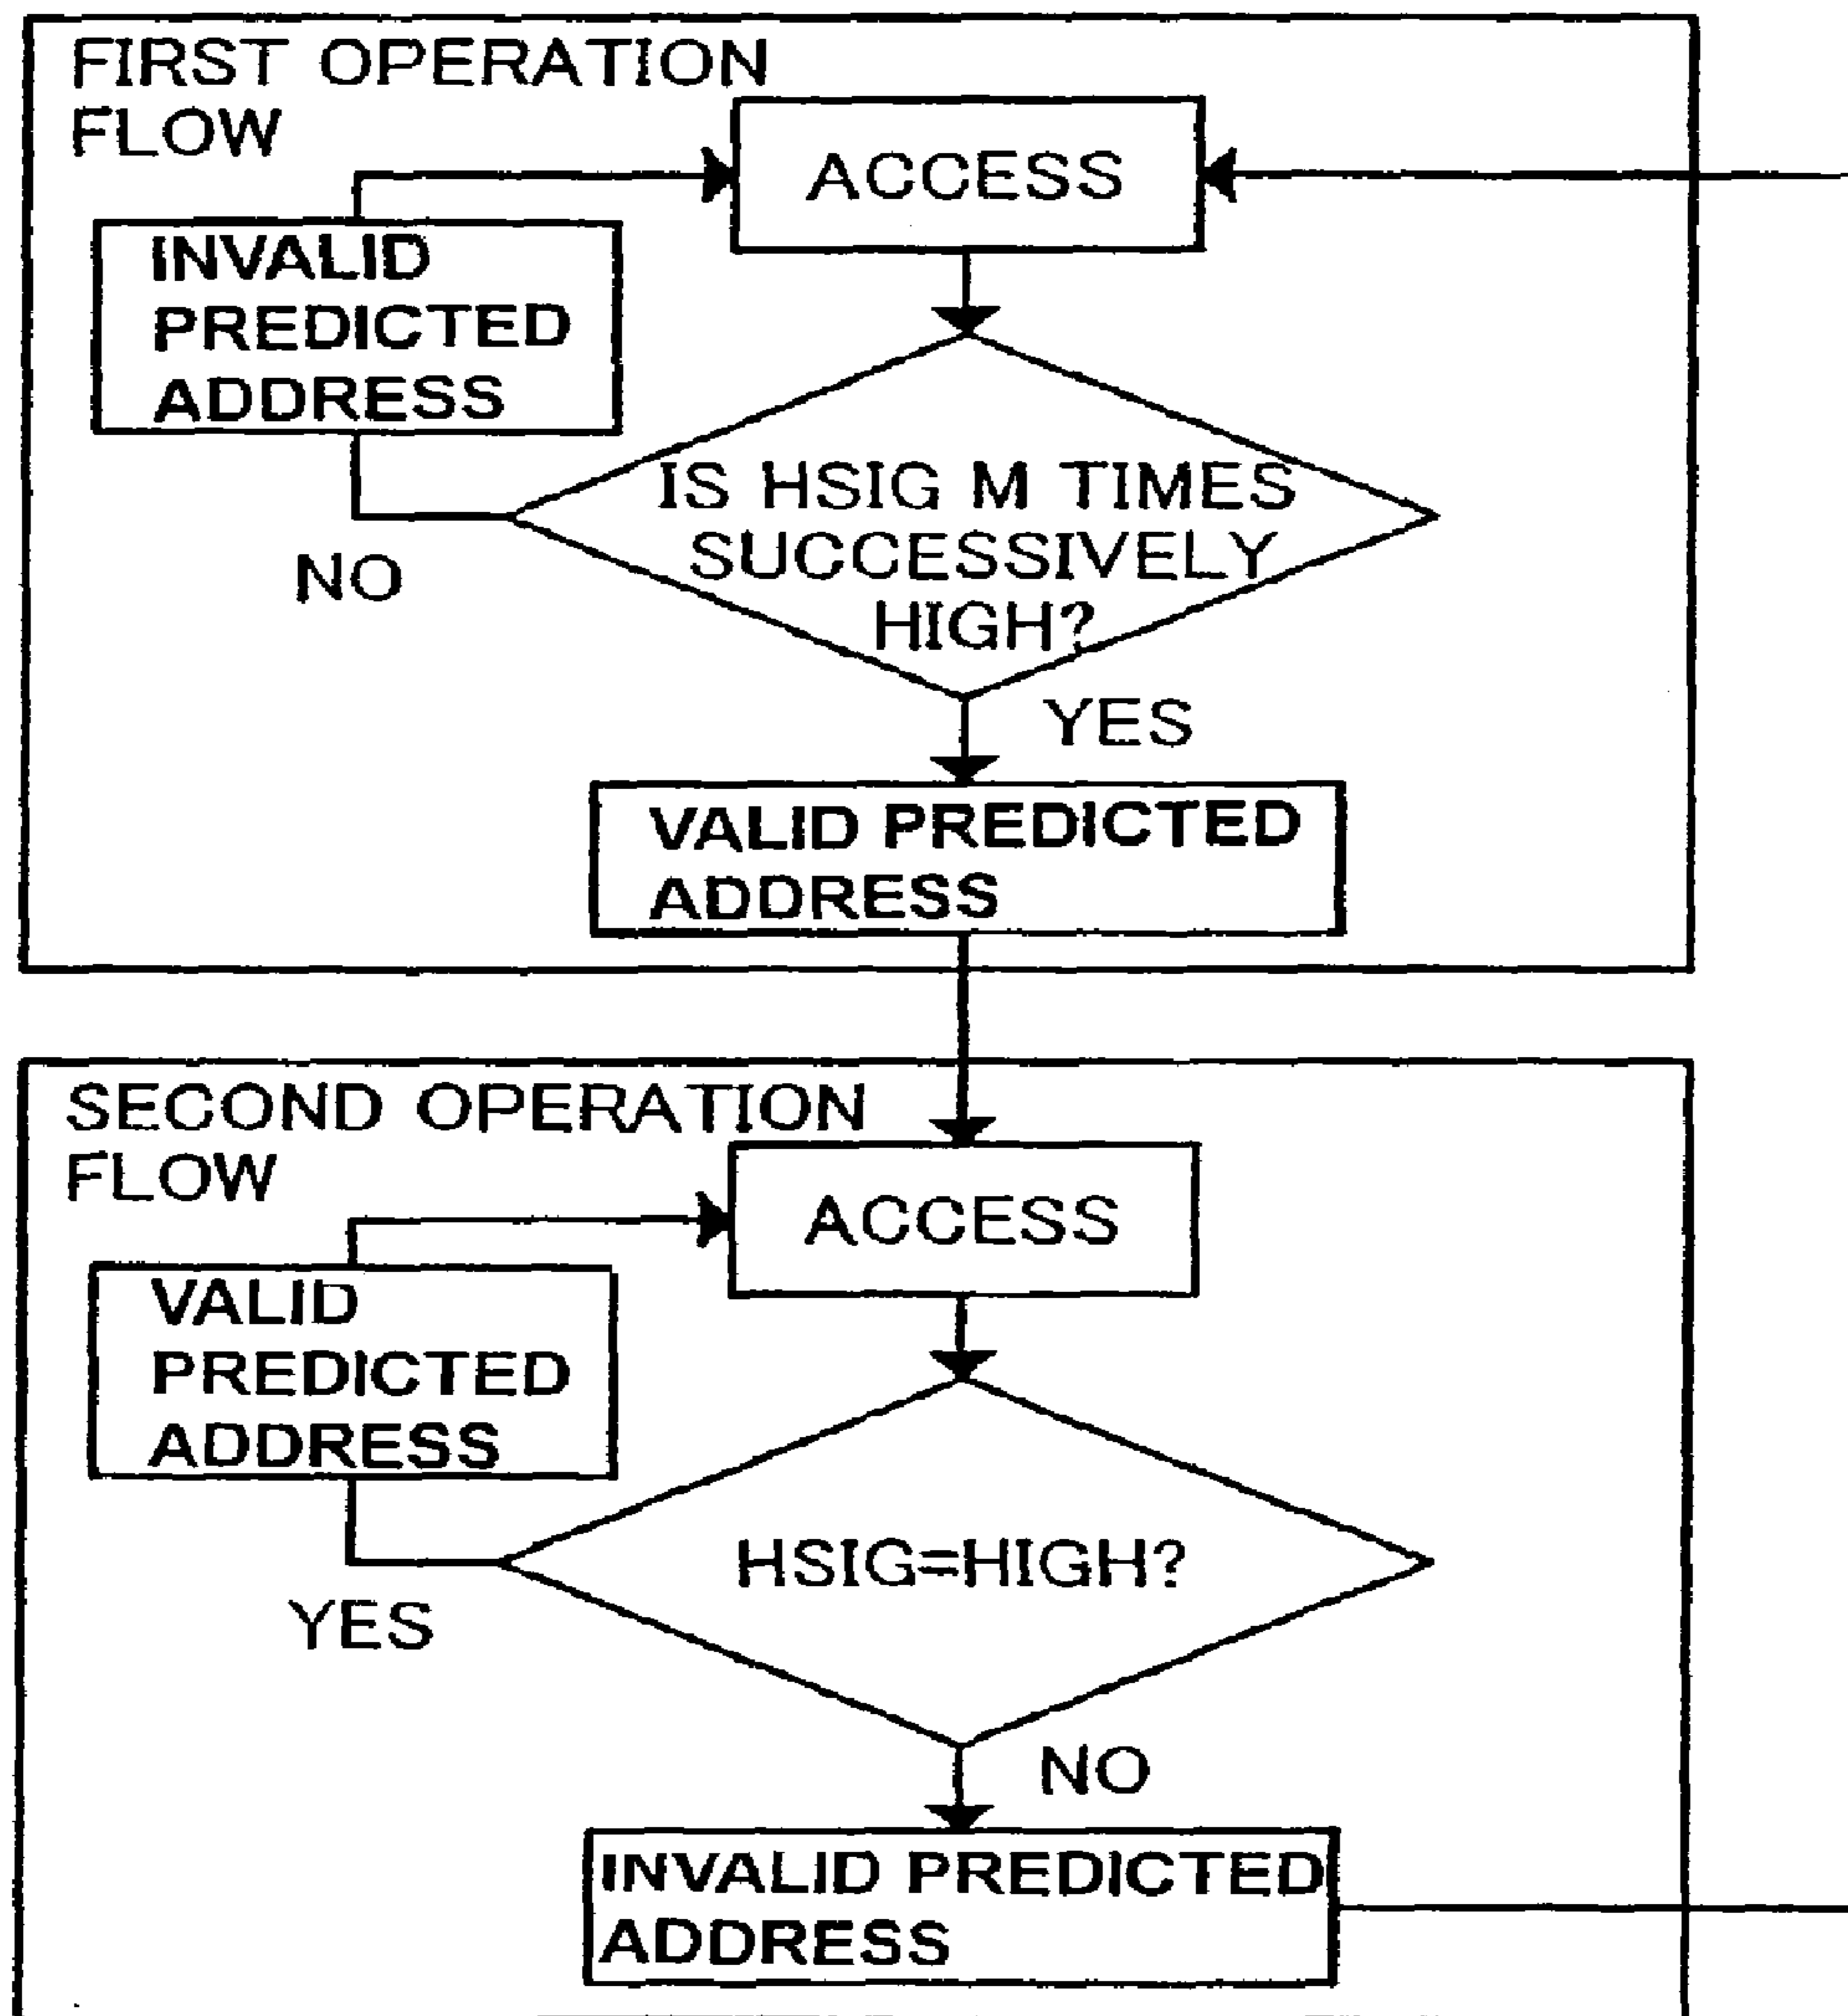 FIRST OPERATION
FLOW
ACCESS
INVALID
PREDICTED
ADDRESS
IS HSIG M TIMES
SUCCESSIVELY
HIGH?
NO
YES
VALID PREDICTED
ADDRESS
SECOND OPERATION
FLOW
ACCESS
VALID
PREDICTED
ADDRESS
HSIG=HIGH?
YES
NO
INVALID PREDICTED
ADDRESS